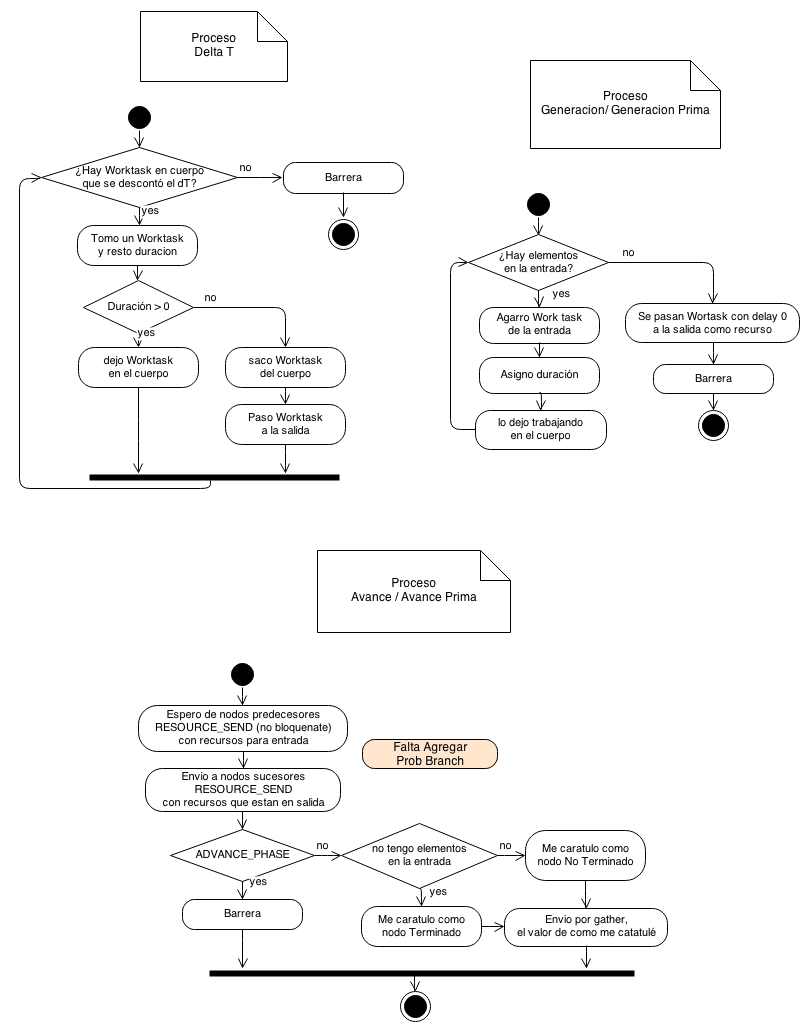 Proceso
Delta T
¿Hay Worktask en cuerpo
que se descontó el dT?
no
Barrera
yes
Tomo un Worktask
y resto duracion
Duración > 0
no
yes
dejo Worktask
en el cuerpo
saco Worktask
del cuerpo
Paso Worktask
a la salida
Proceso
Generacion/ Generacion Prima
¿Hay elementos
en la entrada?
no
yes
Agarro Work task
de la entrada
Asigno duración
lo dejo trabajando
en el cuerpo
Se pasan Wortask con delay 0
a la salida como recurso
Barrera
Proceso
Avance / Avance Prima
Espero de nodos predecesores
RESOURCE_SEND (no bloquenate)
con recursos para entrada
Falta Agregar
Prob Branch
Envio a nodos sucesores
RESOURCE_SEND
con recursos que estan en salida
ADVANCE_PHASE
no
no tengo elementos
en la entrada
no
Me caratulo como
nodo No Terminado
yes
yes
Barrera
Me caratulo como
nodo Terminado
Envio por gather,
el valor de como me catatulé